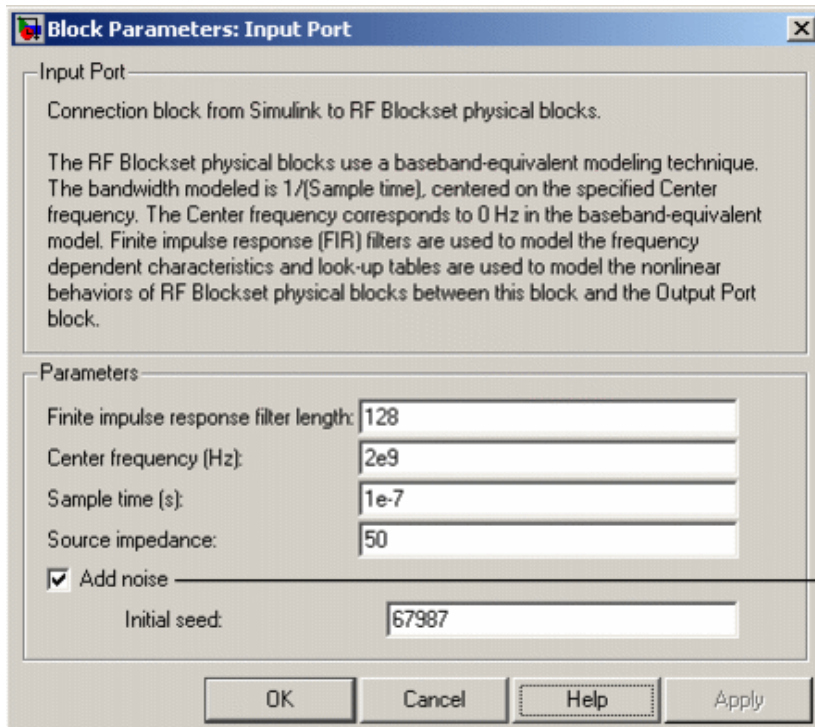 Block Parameters: Input Port
Input Port
Connection block from Simulink to RF Blockset physical blocks.
The RF Blockset physical blocks use a baseband-equivalent modeling technique.
The bandwidth modeled is 1/(Sample time), centered on the specified Center
frequency. The Center frequency corresponds to 0 Hz in the baseband-equivalent
model. Finite impulse response (FIR) filters are used to model the frequency
dependent characteristics and look-up tables are used to model the nonlinear
behaviors of RF Blockset physical blocks between this block and the Output Port
block.
Parameters
Finite impulse response filter length: 128
Center frequency (Hz): 2e9
Sample time (s): 1e-7
Source impedance: 50
Add noise
Initial seed: 67987
OK Cancel Help Apply